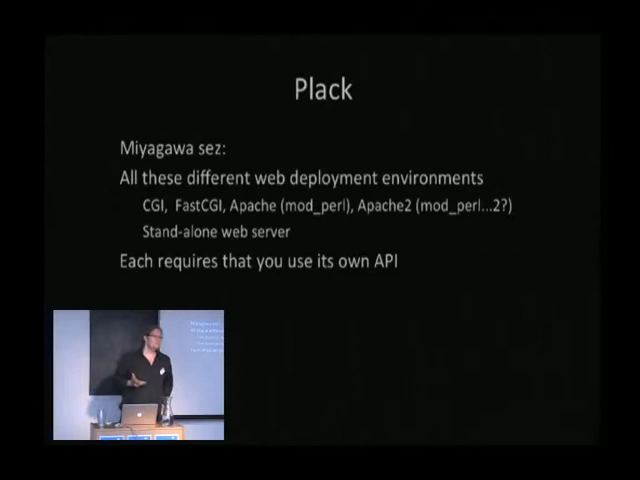 Plack
Miyagawa sez:
All these different web deployment environments
CGI, FastCGI, Apache (mod_perl), Apache2 (mod_perl...2?)
Stand-alone web server
Each requires that you use its own API